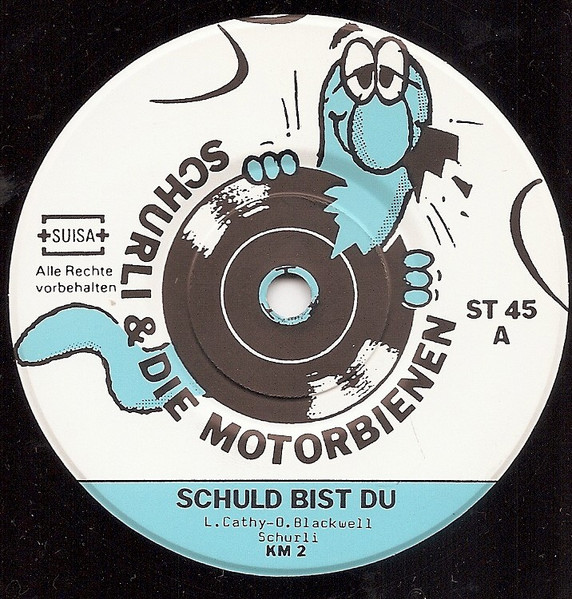 SCHURLI & DIE MOTORBIENEN
+SUISA+
Alle Rechte
vorbehalten
ST 45
A
SCHULD BIST DU
L.Cathy-O.Blackwell
Schurli
KM 2